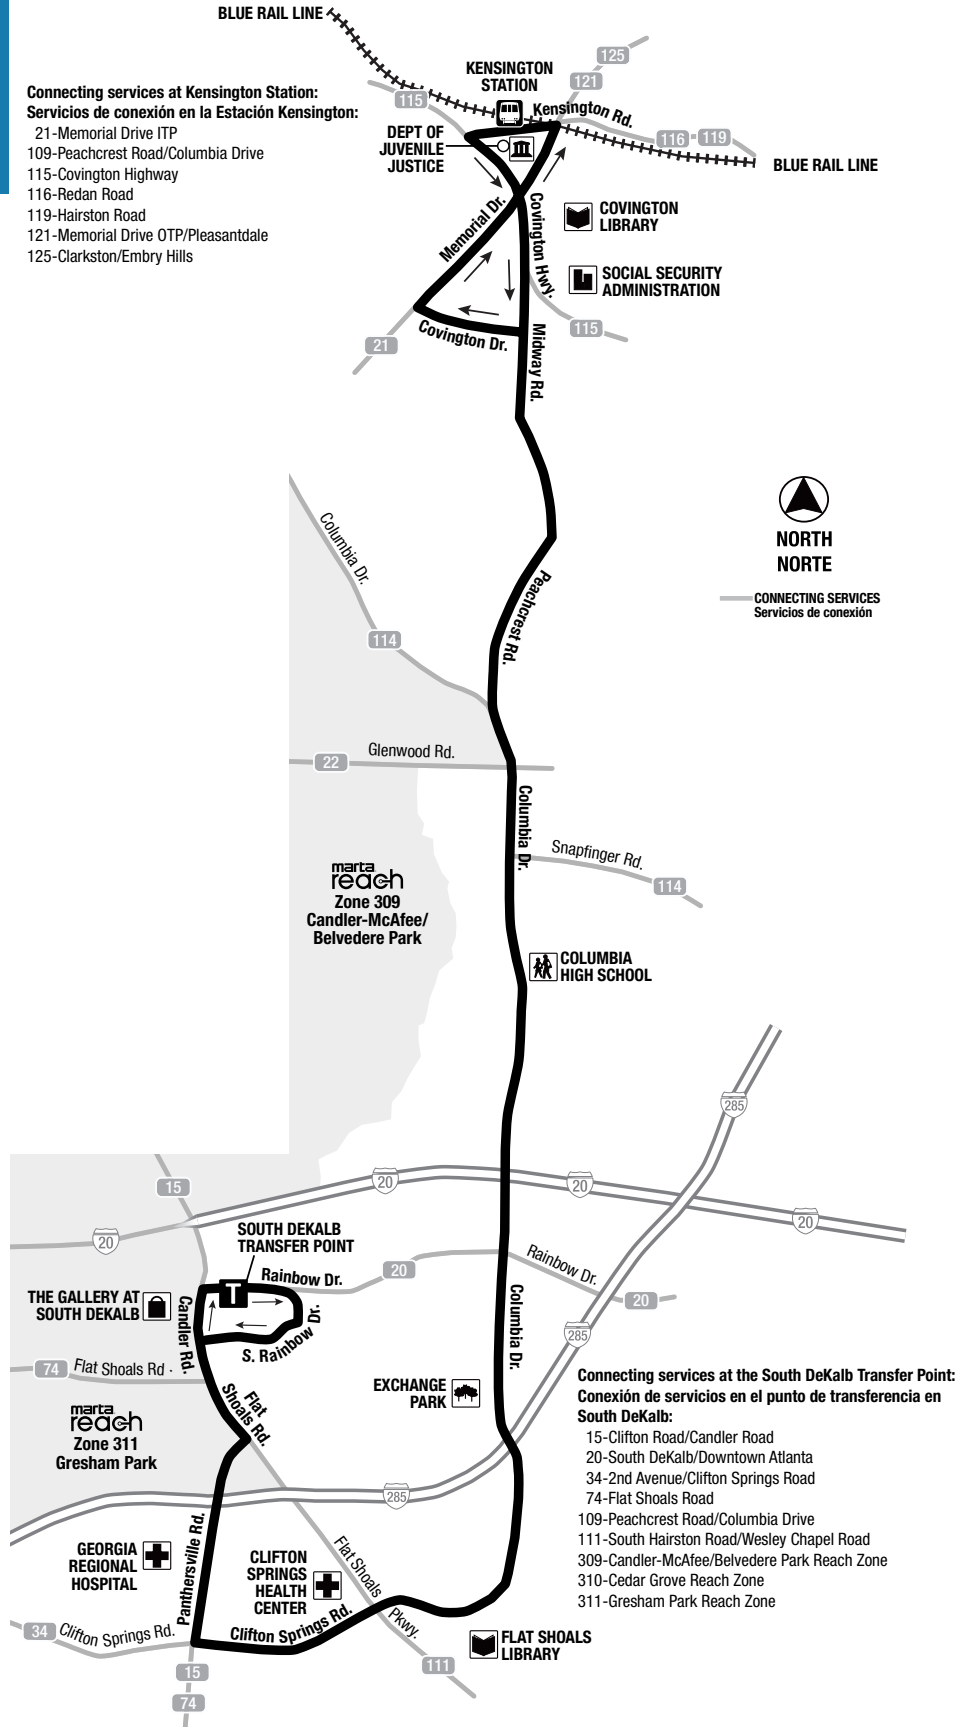 BLUE RAIL LINE
125
KENSINGTON
STATION
121
Connecting services at Kensington Station:
Servicios de conexión en la Estación Kensington:
21-Memorial Drive ITP
109-Peachcrest Road/Columbia Drive
115-Covington Highway
116-Redan Road
119-Hairston Road
121-Memorial Drive OTP/Pleasantdale
125-Clarkston/Embry Hills
115
Kensington Rd.
DEPT OF
JUVENILE
JUSTICE
116
119
BLUE RAIL LINE
Memorial Dr.
Covington Hwy.
COVINGTON
LIBRARY
SOCIAL SECURITY
ADMINISTRATION
115
21
Covington Dr.
Midway Rd.
NORTH
NORTE
CONNECTING SERVICES
Servicios de conexión
Columbia Dr.
114
Peachcrest Rd.
Glenwood Rd.
22
Columbia Dr.
Snapfinger Rd.
114
marta
reach
Zone 309
Candler-McAfee/
Belvedere Park
COLUMBIA
HIGH SCHOOL
285
15
20
20
20
20
SOUTH DEKALB
TRANSFER POINT
T
Rainbow Dr.
20
Rainbow Dr.
20
THE GALLERY AT
SOUTH DEKALB
Candler Rd.
S. Rainbow Dr.
Columbia Dr.
285
74
Flat Shoals Rd
Flat
Shoals Rd.
EXCHANGE
PARK
marta
reach
Zone 311
Gresham Park
Connecting services at the South DeKalb Transfer Point:
Conexión de servicios en el punto de transferencia en
South DeKalb:
15-Clifton Road/Candler Road
20-South DeKalb/Downtown Atlanta
34-2nd Avenue/Clifton Springs Road
74-Flat Shoals Road
109-Peachcrest Road/Columbia Drive
111-South Hairston Road/Wesley Chapel Road
309-Candler-McAfee/Belvedere Park Reach Zone
310-Cedar Grove Reach Zone
311-Gresham Park Reach Zone
285
GEORGIA
REGIONAL
HOSPITAL
Panthersville Rd.
CLIFTON
SPRINGS
HEALTH
CENTER
Flat Shoals
Pkwy.
34
Clifton Springs Rd.
Clifton Springs Rd.
FLAT SHOALS
LIBRARY
111
15
74